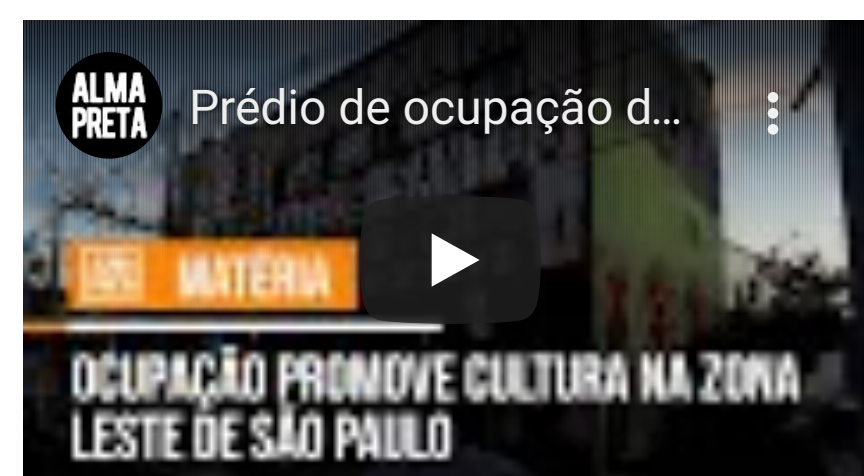 ALMA
PRETA
Prédio de ocupação d...
MATÉRIA
OCUPAÇÃO PROMOVE CULTURA NA ZONA
LESTE DE SÃO PAULO